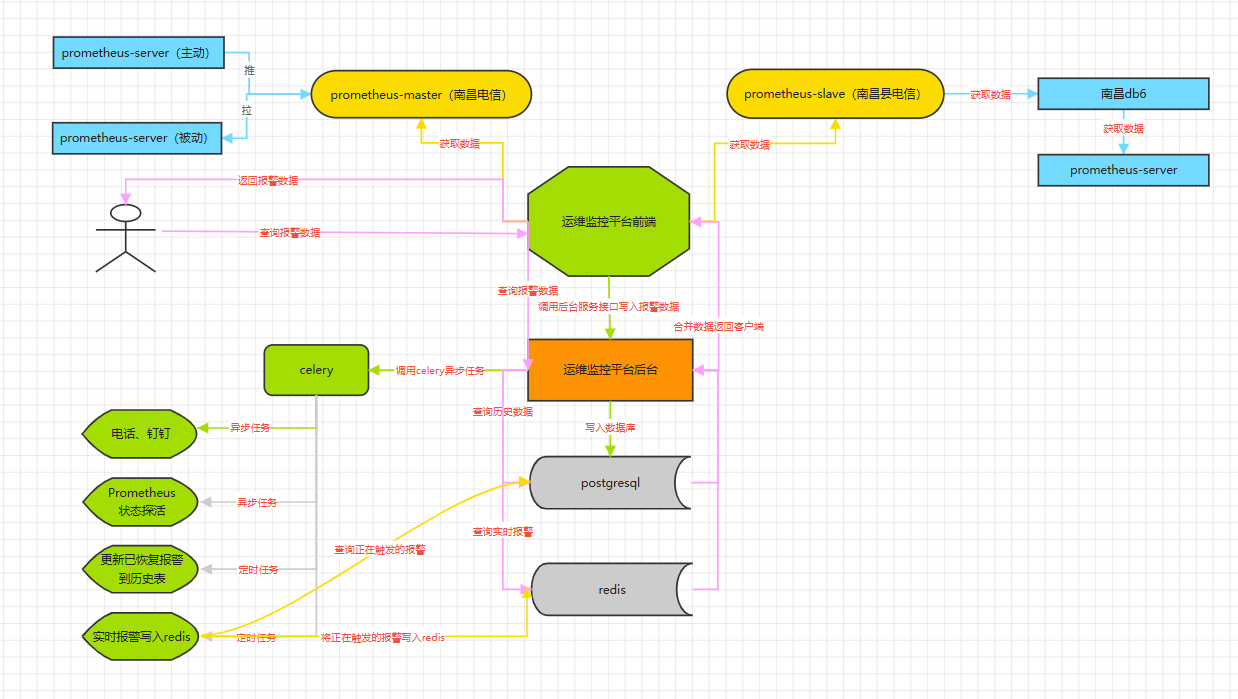 prometheus-server（主动）
推
prometheus-master（南昌电信）
prometheus-slave（南昌县电信）
获取数据
南昌db6
拉
prometheus-server（被动）
获取数据
获取数据
获取数据
prometheus-server
返回报警数据
运维监控平台前端
查询报警数据
查询报警数据
调用后台服务接口写入报警数据
合并数据返回客户端
celery
调用celery异步任务
运维监控平台后台
查询历史数据
写入数据库
电话、钉钉
异步任务
postgresql
Prometheus
状态探活
异步任务
查询实时报警
查询正在触发的报警
更新已恢复报警
到历史表
定时任务
redis
实时报警写入redis
定时任务
将正在触发的报警写入redis